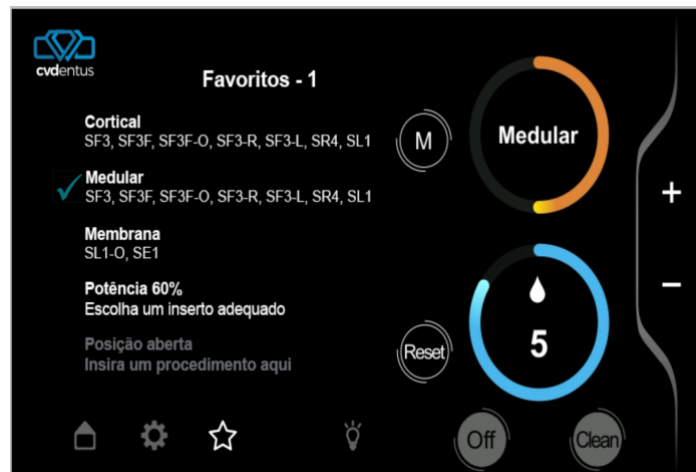 cvdentus
Favoritos - 1
Cortical
SF3, SF3F, SF3F-O, SF3-R, SF3-L, SR4, SL1
M
Medular
Medular
SF3, SF3F, SF3F-O, SF3-R, SF3-L, SR4, SL1
+
Membrana
SL1-O, SE1
Potência 60%
Escolha um inserto adequado
−
Posição aberta
Insira um procedimento aqui
Reset
5
Off
Clean